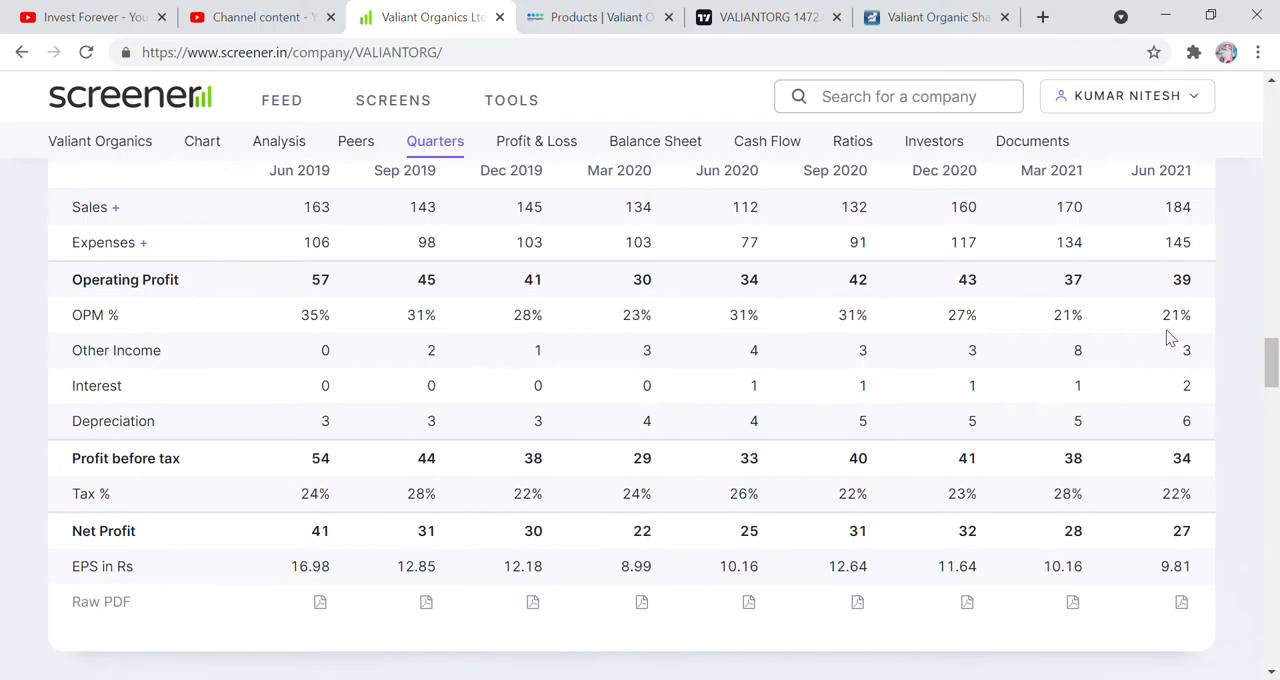 Invest Forever - You
Channel content - Y
Valiant Organics Ltd
Products | Valiant O
VALIANTORG 1472.
Valiant Organic Sha
https://www.screener.in/company/VALIANTORG/
screener
FEED SCREENS TOOLS
Search for a company
KUMAR NITESH
Valiant Organics Chart Analysis Peers Quarters Profit & Loss Balance Sheet Cash Flow Ratios Investors Documents
Jun 2019 Sep 2019 Dec 2019 Mar 2020 Jun 2020 Sep 2020 Dec 2020 Mar 2021 Jun 2021
Sales + 163 143 145 134 112 132 160 170 184
Expenses + 106 98 103 103 77 91 117 134 145
Operating Profit 57 45 41 30 34 42 43 37 39
OPM % 35% 31% 28% 23% 31% 31% 27% 21% 21%
Other Income 0 2 1 3 4 3 3 8 3
Interest 0 0 0 0 1 1 1 1 2
Depreciation 3 3 3 4 4 5 5 5 6
Profit before tax 54 44 38 29 33 40 41 38 34
Tax % 24% 28% 22% 24% 26% 22% 23% 28% 22%
Net Profit 41 31 30 22 25 31 32 28 27
EPS in Rs 16.98 12.85 12.18 8.99 10.16 12.64 11.64 10.16 9.81
Raw PDF